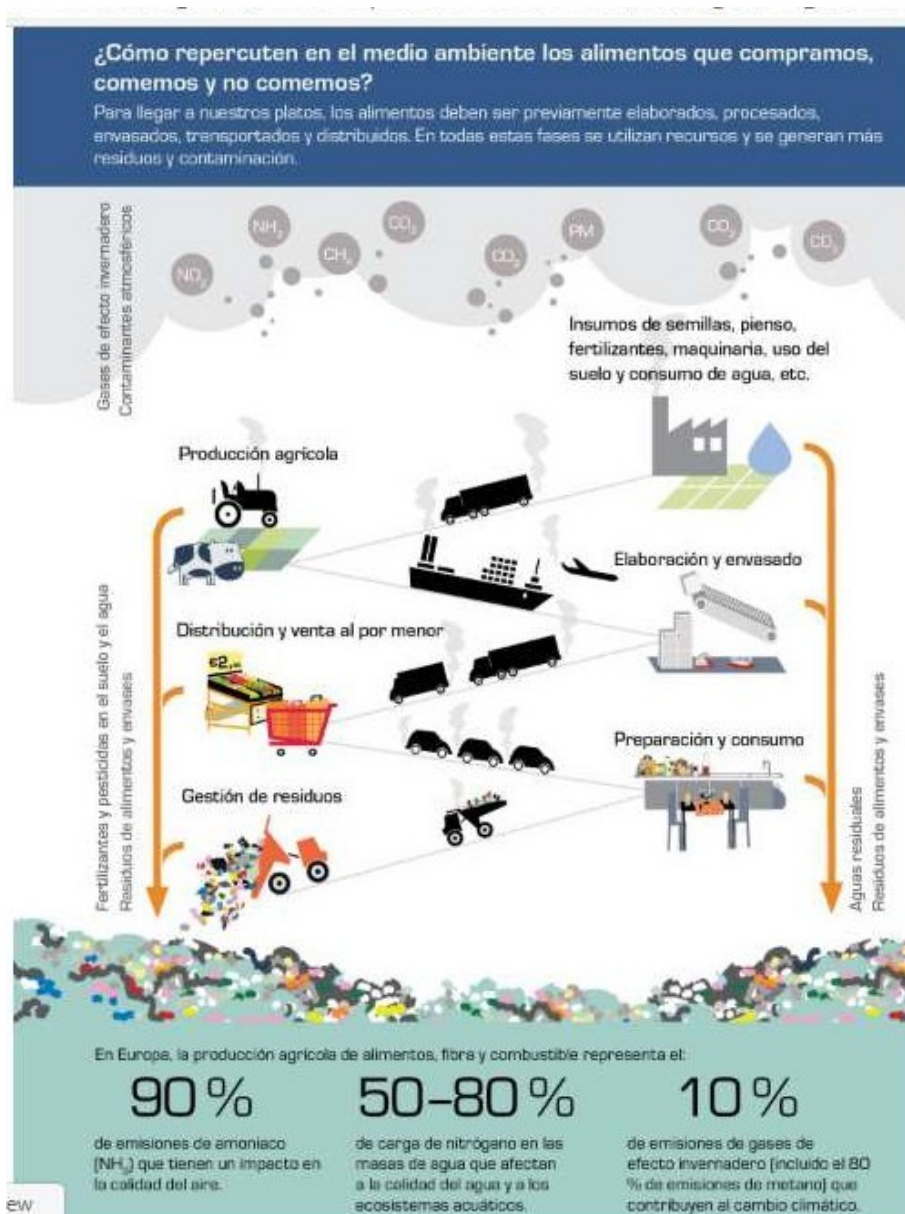 ¿Cómo repercuten en el medio ambiente los alimentos que compramos,
comemos y no comemos?
Para llegar a nuestros platos, los alimentos deben ser previamente elaborados, procesados,
envasados, transportados y distribuidos. En todas estas fases se utilizan recursos y se generan más
residuos y contaminación.
Gases de efecto invernadero
Contaminantes atmosféricos
NO₂
NH₃
CH₄
CO₂
CO₂
PM
CO₂
CO₂
Insumos de semillas, pienso,
fertilizantes, maquinaria, uso del
suelo y consumo de agua, etc.
Producción agrícola
Elaboración y envasado
Distribución y venta al por menor
Preparación y consumo
Gestión de residuos
Fertilizantes y pesticidas en el suelo y el agua
Residuos de alimentos y envases
Aguas residuales
Residuos de alimentos y envases
En Europa, la producción agrícola de alimentos, fibra y combustible representa el:
90 %
de emisiones de amoniaco
(NH₃) que tienen un impacto en
la calidad del aire.
50–80 %
de carga de nitrógeno en las
masas de agua que afectan
a la calidad del agua y a los
ecosistemas acuáticos.
10 %
de emisiones de gases de
efecto invernadero (incluido el 80
% de emisiones de metano) que
contribuyen al cambio climático.
ew